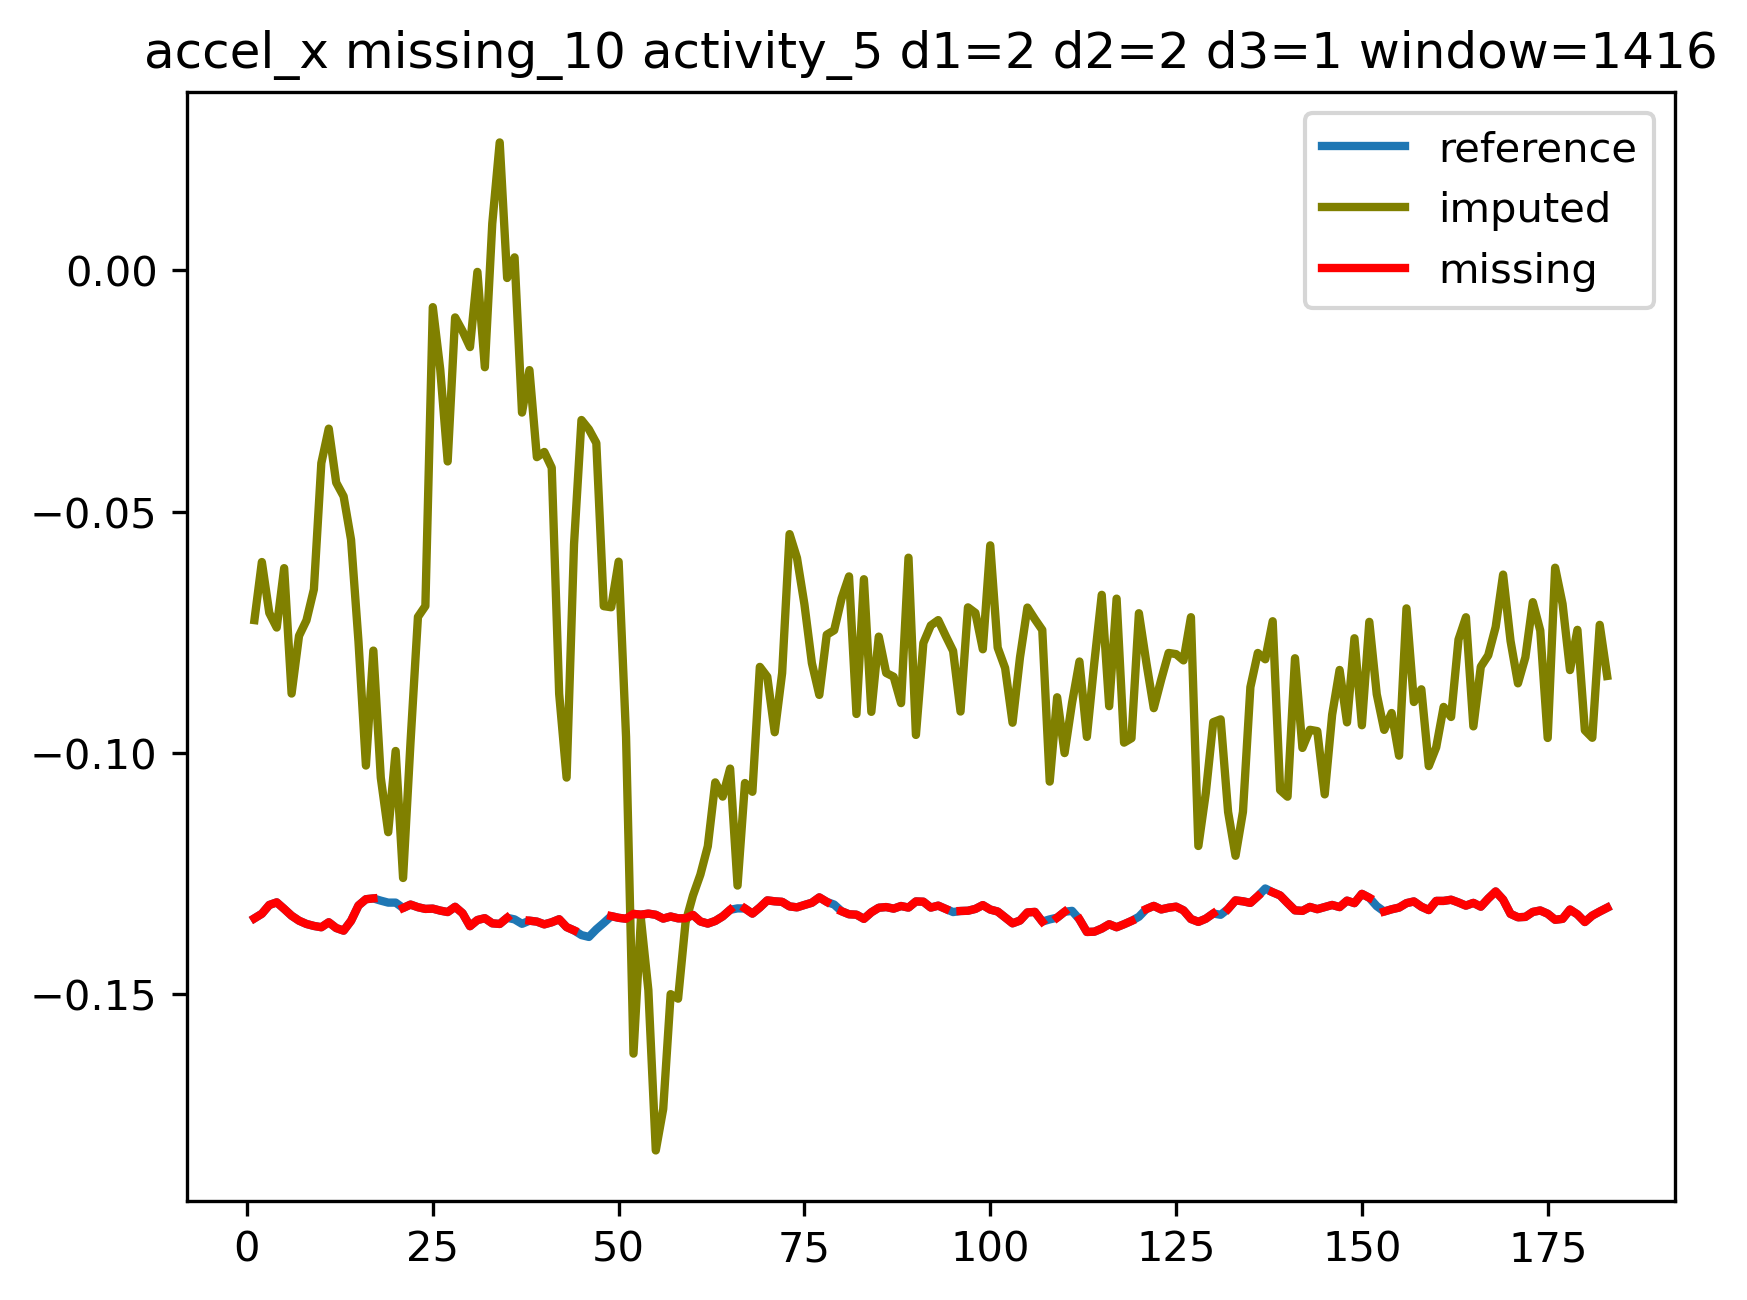 accel_x missing_10 activity_5 d1=2 d2=2 d3=1 window=1416
reference
imputed
missing
0.00
−0.05
−0.10
−0.15
0 25 50 75 100 125 150 175